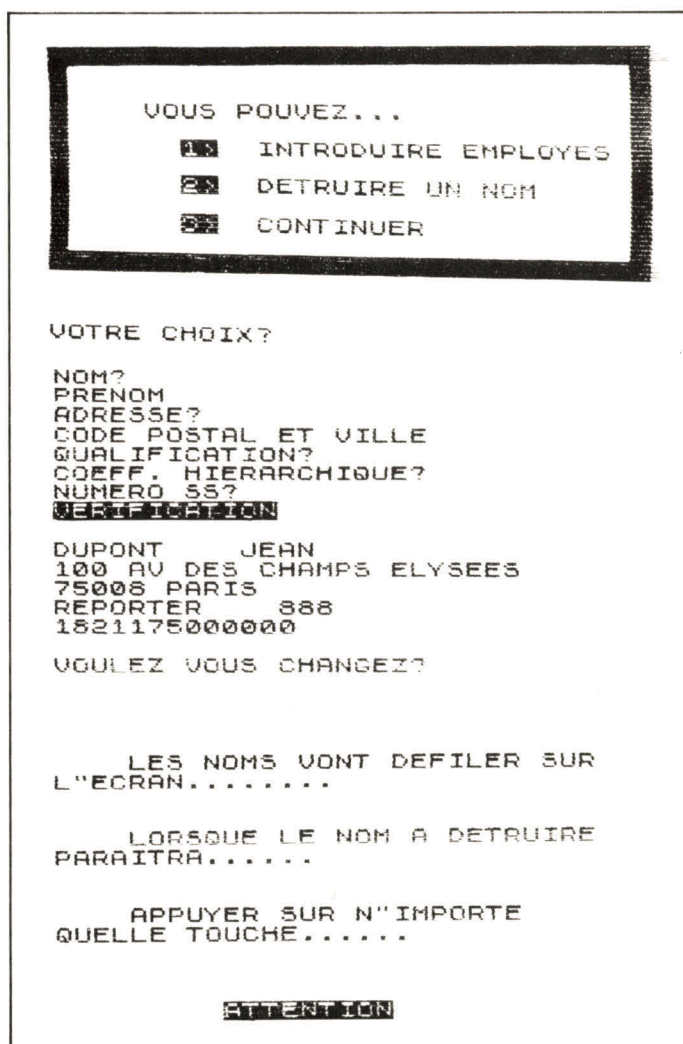 VOUS POUVEZ...
1> INTRODUIRE EMPLOYES
2> DETRUIRE UN NOM
3> CONTINUER
VOTRE CHOIX?
NOM?
PRENOM
ADRESSE?
CODE POSTAL ET VILLE
QUALIFICATION?
COEFF. HIERARCHIQUE?
NUMERO SS?
VERIFICATION
DUPONT JEAN
100 AV DES CHAMPS ELYSEES
75008 PARIS
REPORTER 888
1821175000000
VOULEZ VOUS CHANGEZ?
LES NOMS VONT DEFILER SUR
L"ECRAN........
LORSQUE LE NOM A DETRUIRE
PARAITRA......
APPUYER SUR N"IMPORTE
QUELLE TOUCHE......
ATTENTION